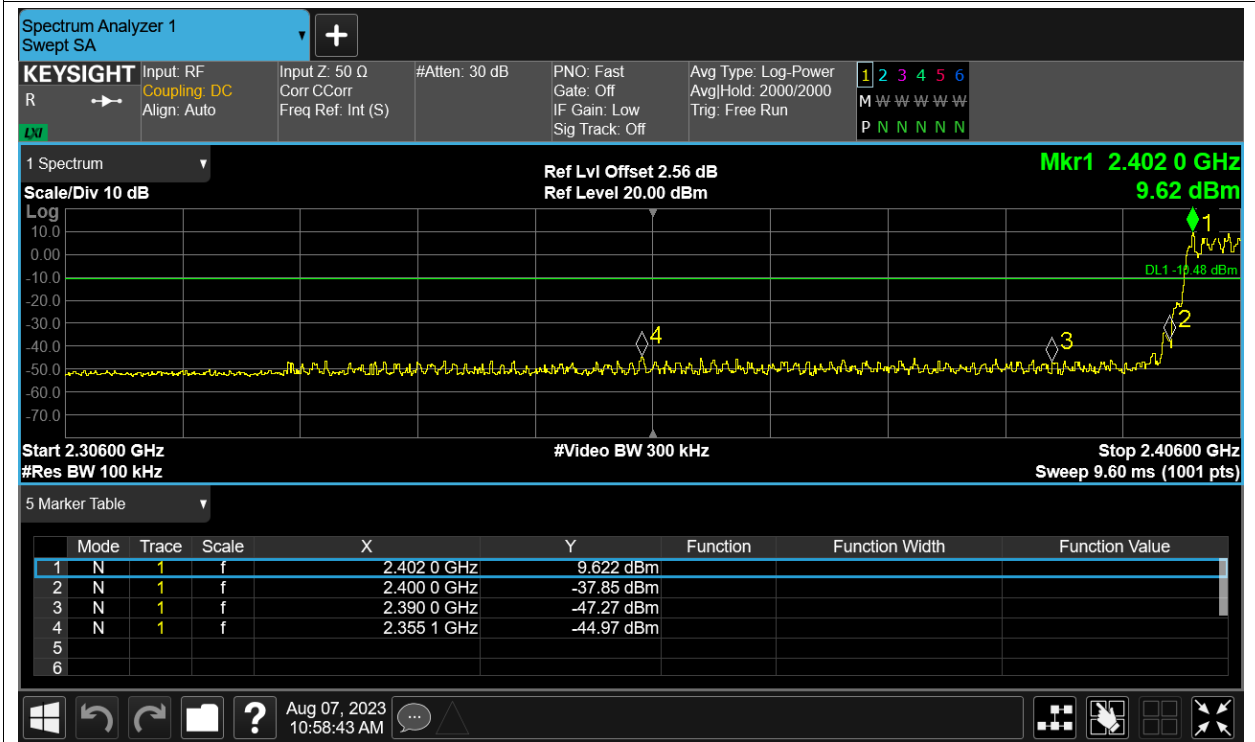 Spectrum Analyzer 1
Swept SA
+
KEYSIGHT Input: RF Input Z: 50 Ω #Atten: 30 dB PNO: Fast Avg Type: Log-Power 1 2 3 4 5 6
R Coupling: DC Corr CCorr Gate: Off Avg|Hold: 2000/2000 M W W W W W
Align: Auto Freq Ref: Int (S) IF Gain: Low Trig: Free Run
LXI Sig Track: Off P N N N N N
1 Spectrum Ref Lvl Offset 2.56 dB Mkr1 2.402 0 GHz
Scale/Div 10 dB Ref Level 20.00 dBm 9.62 dBm
Log
1
10.0
0.00
DL1 -10.48 dBm
-10.0
-20.0
2
-30.0
4 3
-40.0
-50.0
-60.0
-70.0
Start 2.30600 GHz #Video BW 300 kHz Stop 2.40600 GHz
#Res BW 100 kHz Sweep 9.60 ms (1001 pts)
5 Marker Table
Mode Trace Scale X Y Function Function Width Function Value
1 N 1 f 2.402 0 GHz 9.622 dBm
2 N 1 f 2.400 0 GHz -37.85 dBm
3 N 1 f 2.390 0 GHz -47.27 dBm
4 N 1 f 2.355 1 GHz -44.97 dBm
5
6
? Aug 07, 2023
10:58:43 AM